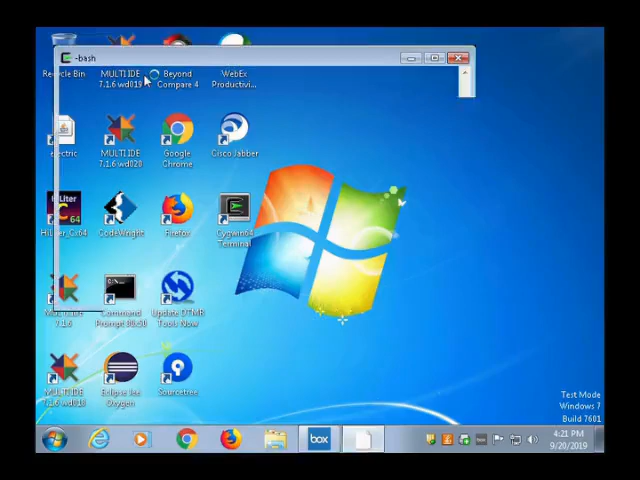 -bash
Recycle Bin
MULTI IDE
7.1.6 wd019
Beyond
Compare 4
WebEx
Productivi...
electric
MULTI IDE
7.1.6 wd020
Google
Chrome
Cisco Jabber
HiLiter_Cx64
CodeWright
Firefox
Cygwin64
Terminal
MULTI IDE
7.1.6
Command
Prompt
Update DTMB
Tools Now
MULTI IDE
7.1.6 wd018
Eclipse
Oxygen
Sourcetree
Test Mode
Windows 7
Build 7601
box
4:21 PM
9/20/2019